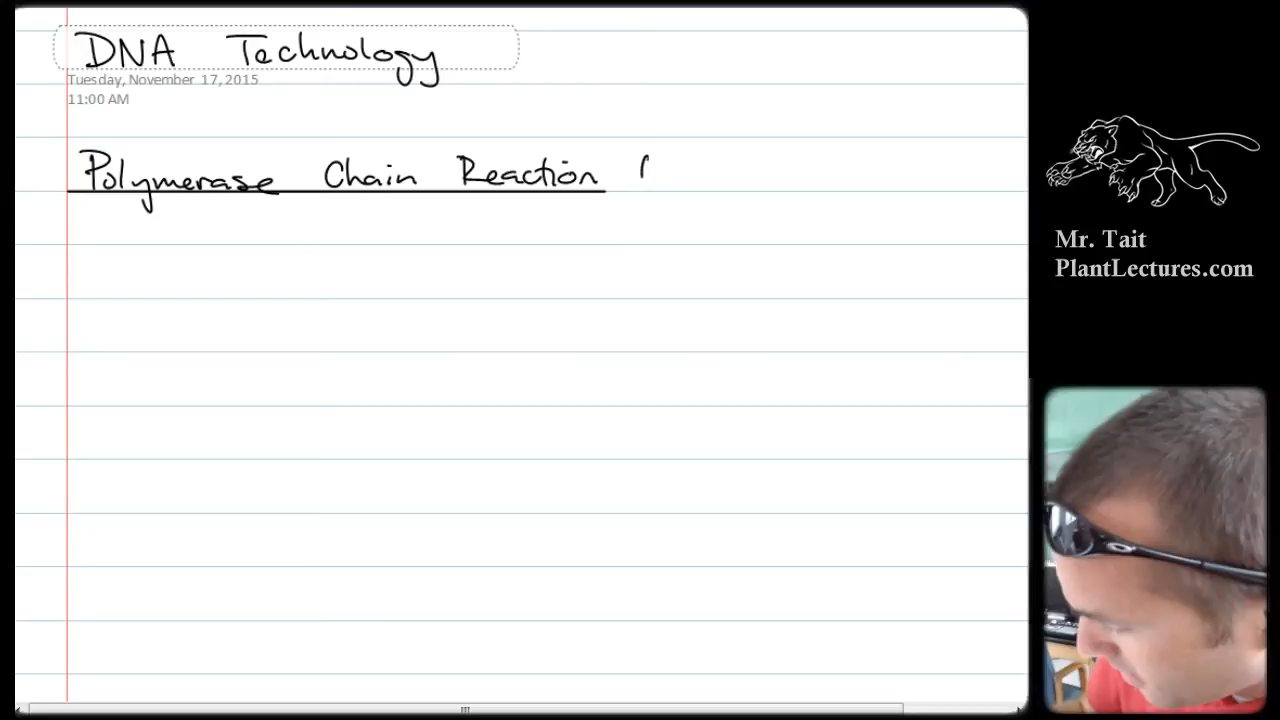 DNA Technology
Tuesday, November 17, 2015
11:00 AM
Polymerase Chain Reaction (
Mr. Tait
PlantLectures.com